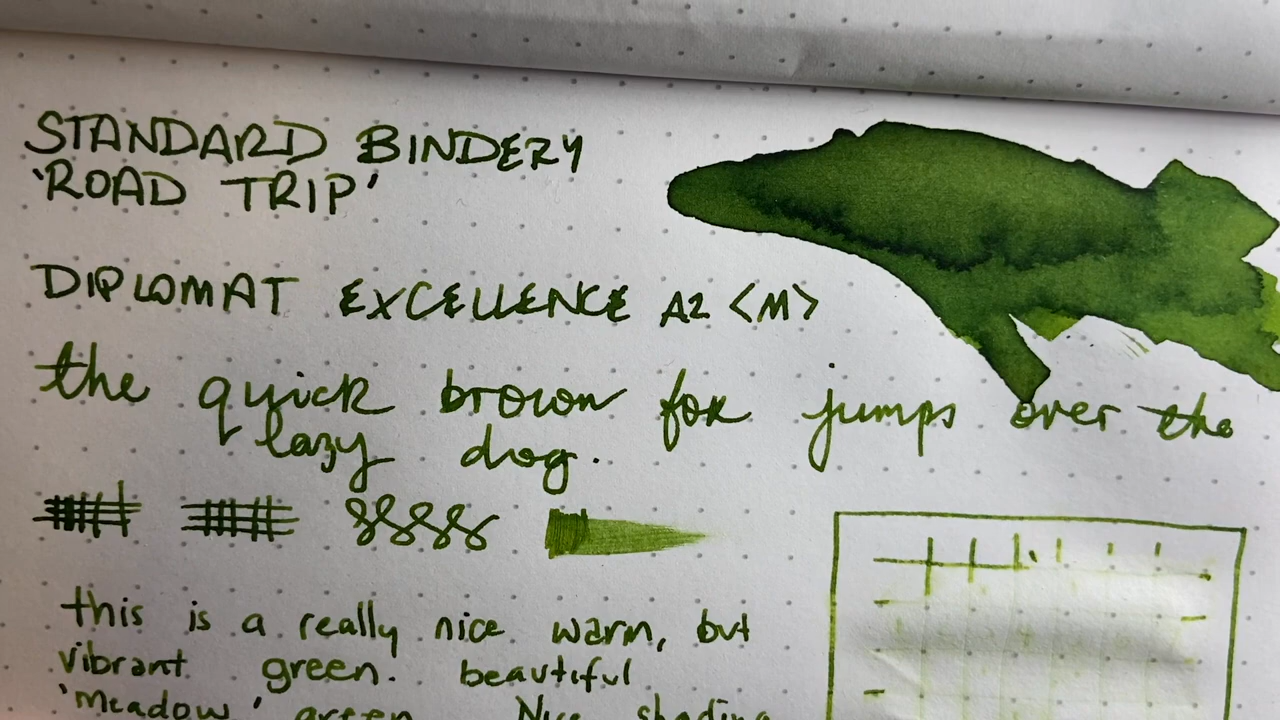 STANDARD BINDERY
'ROAD TRIP'
DIPLOMAT EXCELLENCE A2 <M>
the quick brown fox jumps over the
lazy dog.
this is a really nice warm, but
vibrant green. beautiful
'meadow' green. Nice shading